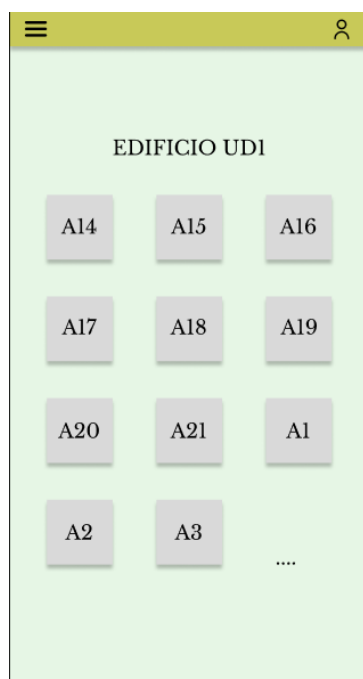 EDIFICIO UD1
A14 A15 A16
A17 A18 A19
A20 A21 A1
A2 A3 ....